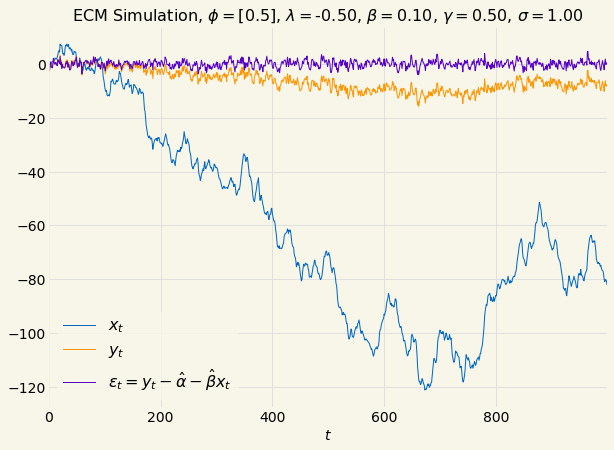 ECM Simulation, ϕ = [0.5], λ = -0.50, β = 0.10, γ = 0.50, σ = 1.00
0
−20
−40
−60
−80
−100
−120
x_t
y_t
ε_t = y_t − α̂ − β̂x_t
0 200 400 600 800
t